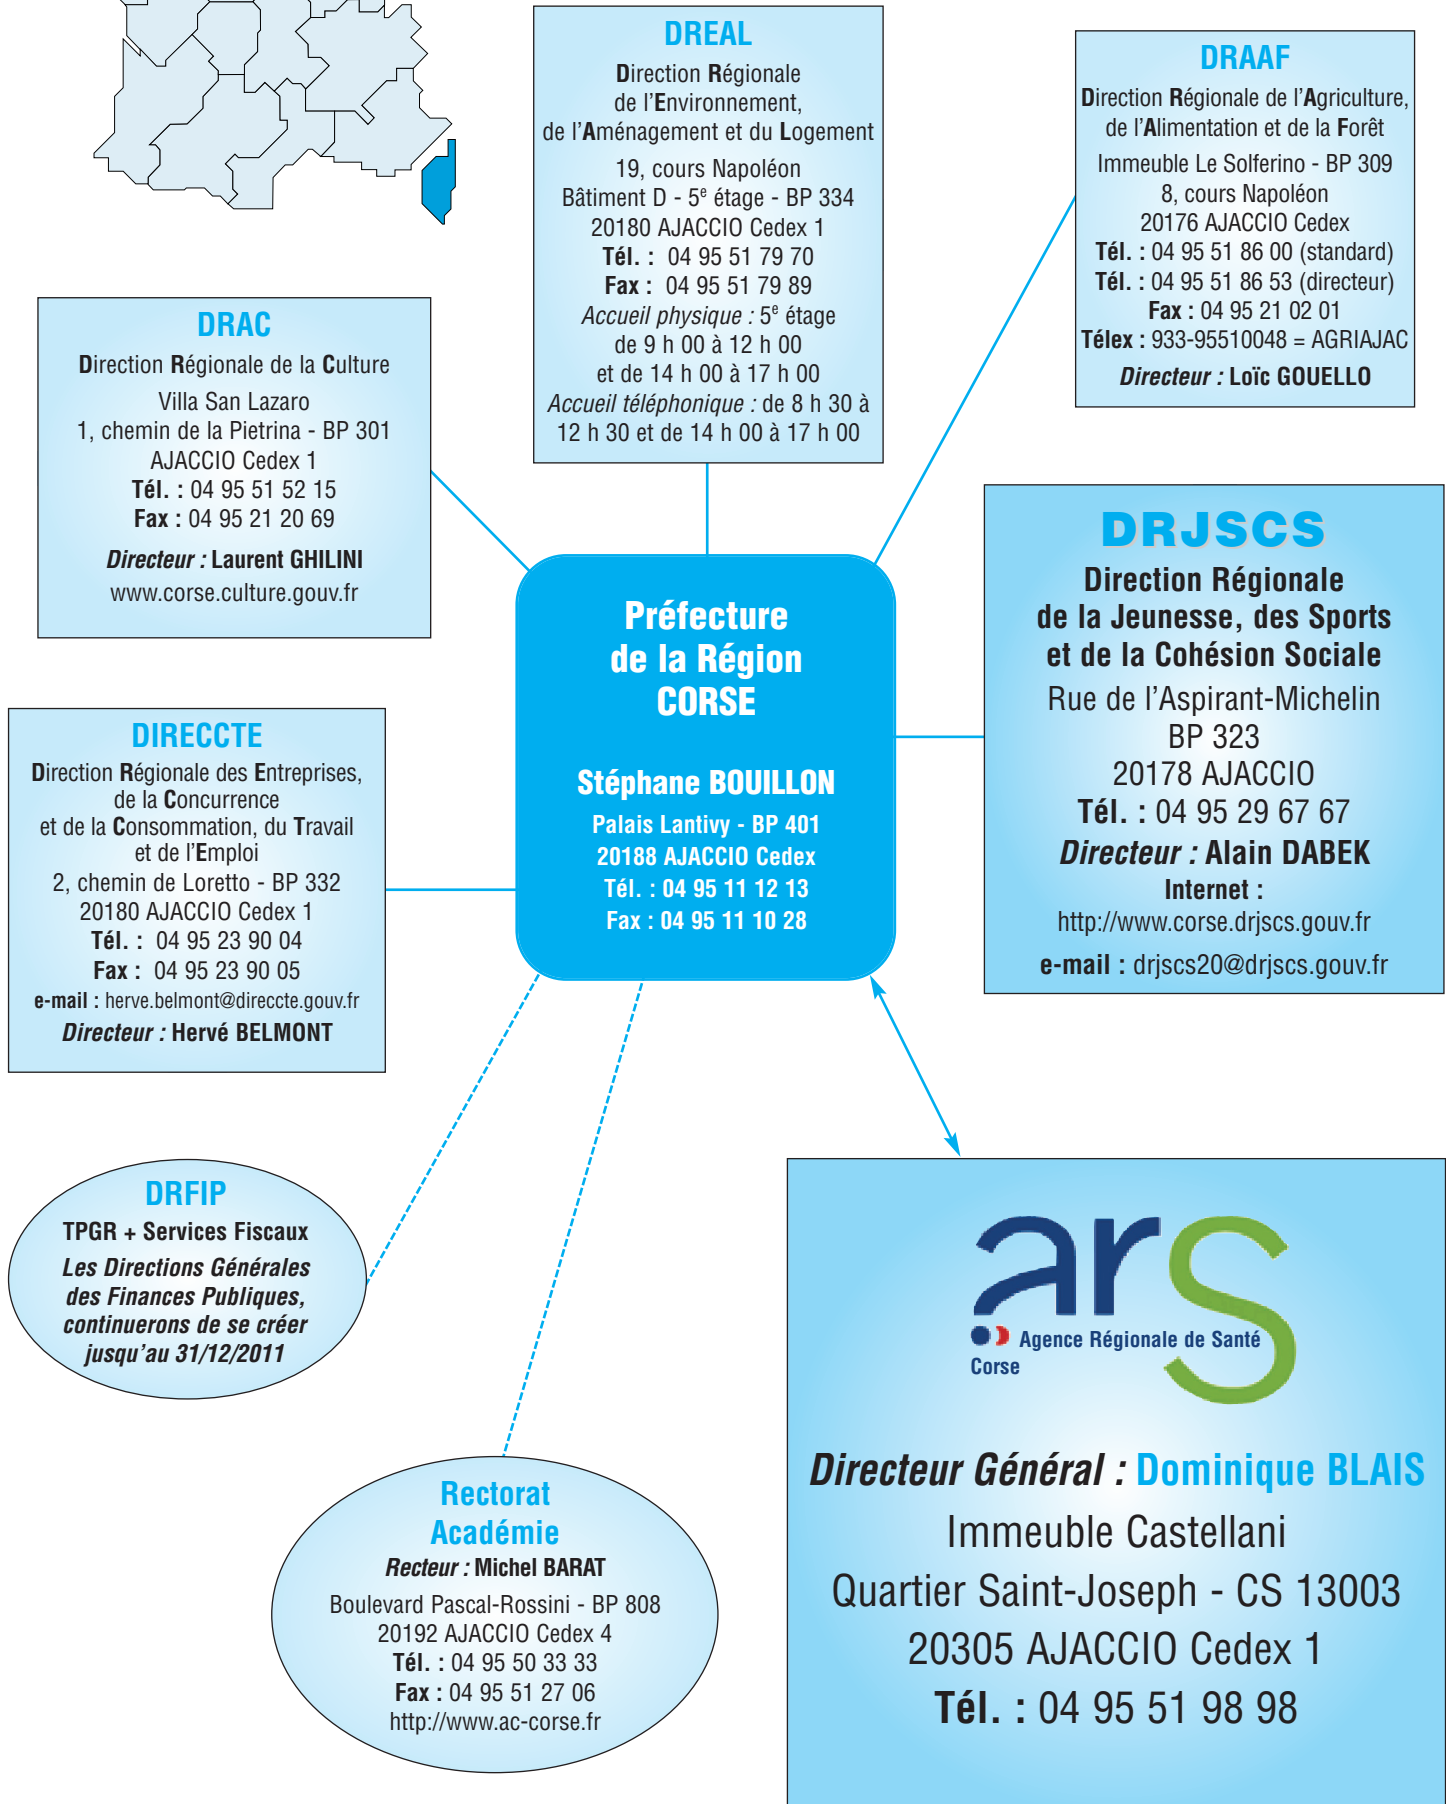 DREAL
Direction Régionale
de l'Environnement,
de l'Aménagement et du Logement
19, cours Napoléon
Bâtiment D - 5e étage - BP 334
20180 AJACCIO Cedex 1
Tél. : 04 95 51 79 70
Fax : 04 95 51 79 89
Accueil physique : 5e étage
de 9 h 00 à 12 h 00
et de 14 h 00 à 17 h 00
Accueil téléphonique : de 8 h 30 à
12 h 30 et de 14 h 00 à 17 h 00
DRAAF
Direction Régionale de l'Agriculture,
de l'Alimentation et de la Forêt
Immeuble Le Solferino - BP 309
8, cours Napoléon
20176 AJACCIO Cedex
Tél. : 04 95 51 86 00 (standard)
Tél. : 04 95 51 86 53 (directeur)
Fax : 04 95 21 02 01
Télex : 933-95510048 = AGRIAJAC
Directeur : Loïc GOUELLO
DRAC
Direction Régionale de la Culture
Villa San Lazaro
1, chemin de la Pietrina - BP 301
AJACCIO Cedex 1
Tél. : 04 95 51 52 15
Fax : 04 95 21 20 69
Directeur : Laurent GHILINI
www.corse.culture.gouv.fr
DRJSCS
Direction Régionale
de la Jeunesse, des Sports
et de la Cohésion Sociale
Rue de l'Aspirant-Michelin
BP 323
20178 AJACCIO
Tél. : 04 95 29 67 67
Directeur : Alain DABEK
Internet :
http://www.corse.drjscs.gouv.fr
e-mail : drjscs20@drjscs.gouv.fr
Préfecture
de la Région
CORSE
Stéphane BOUILLON
Palais Lantivy - BP 401
20188 AJACCIO Cedex
Tél. : 04 95 11 12 13
Fax : 04 95 11 10 28
DIRECCTE
Direction Régionale des Entreprises,
de la Concurrence
et de la Consommation, du Travail
et de l'Emploi
2, chemin de Loretto - BP 332
20180 AJACCIO Cedex 1
Tél. : 04 95 23 90 04
Fax : 04 95 23 90 05
e-mail : herve.belmont@direccte.gouv.fr
Directeur : Hervé BELMONT
DRFIP
TPGR + Services Fiscaux
Les Directions Générales
des Finances Publiques,
continuerons de se créer
jusqu'au 31/12/2011
Rectorat
Académie
Recteur : Michel BARAT
Boulevard Pascal-Rossini - BP 808
20192 AJACCIO Cedex 4
Tél. : 04 95 50 33 33
Fax : 04 95 51 27 06
http://www.ac-corse.fr
arS
Agence Régionale de Santé
Corse
Directeur Général : Dominique BLAIS
Immeuble Castellani
Quartier Saint-Joseph - CS 13003
20305 AJACCIO Cedex 1
Tél. : 04 95 51 98 98